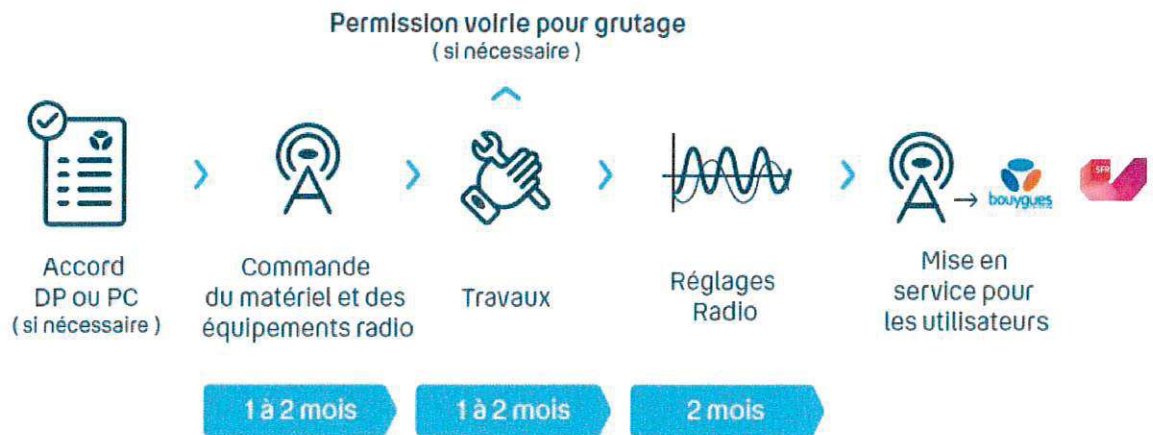 Permission voirie pour grutage
( si nécessaire )
Accord
DP ou PC
( si nécessaire )
Commande
du matériel et des
équipements radio
Travaux
Réglages
Radio
bouygues
SFR
Mise en
service pour
les utilisateurs
1 à 2 mois
1 à 2 mois
2 mois